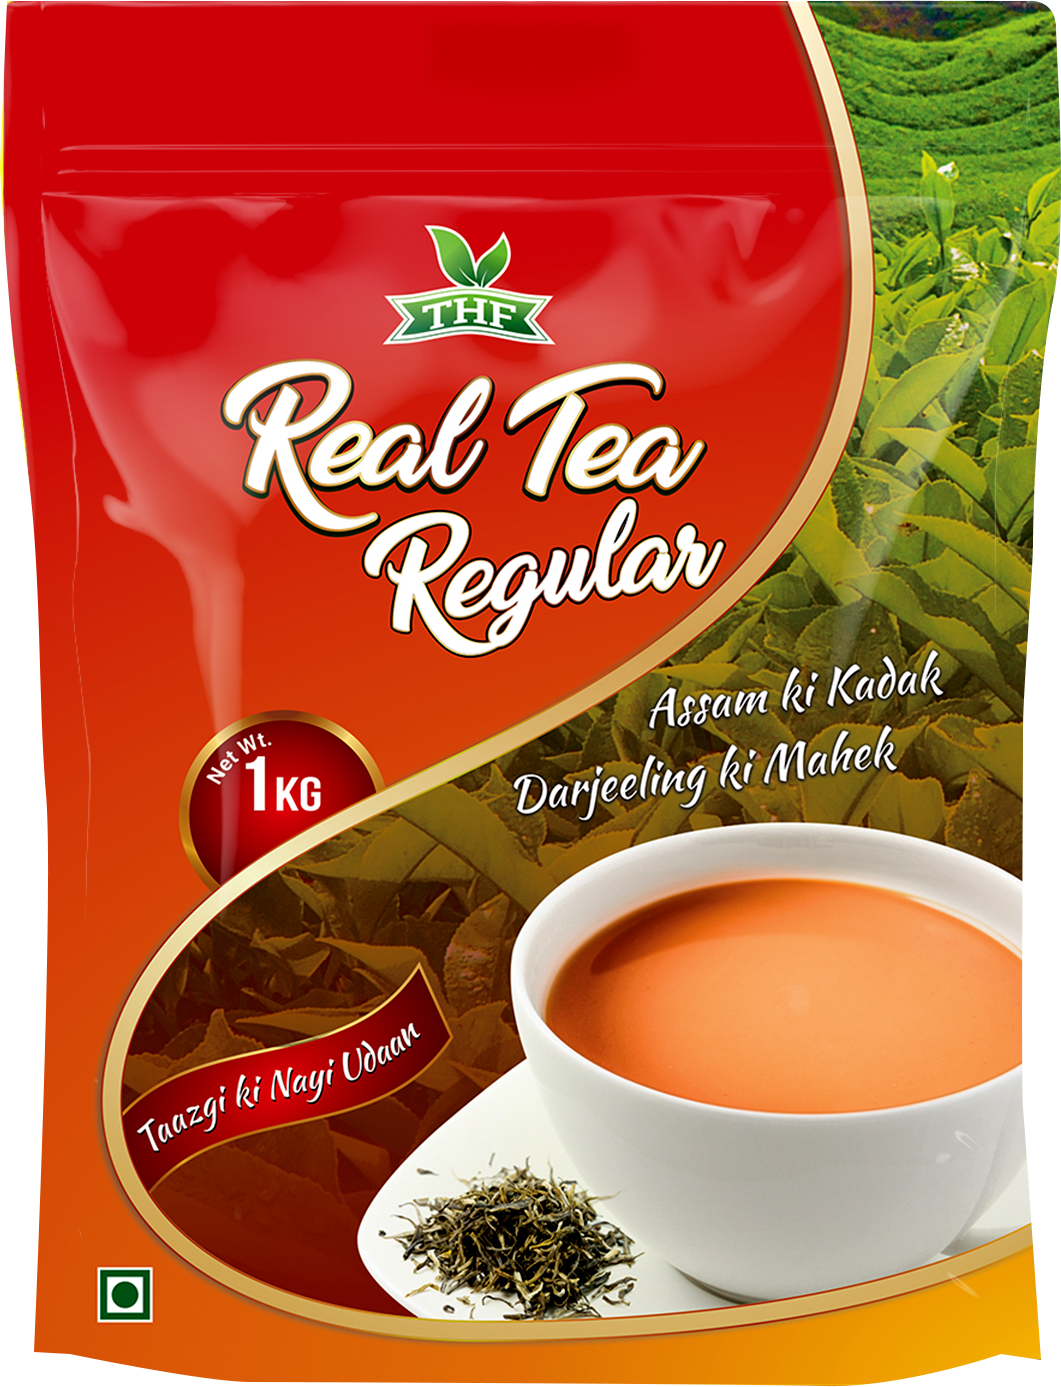 THF
Real Tea
Regular
Net Wt.
1KG
Assam ki Kadak
Darjeeling ki Mahek
Taazgi ki Nayi Udaan